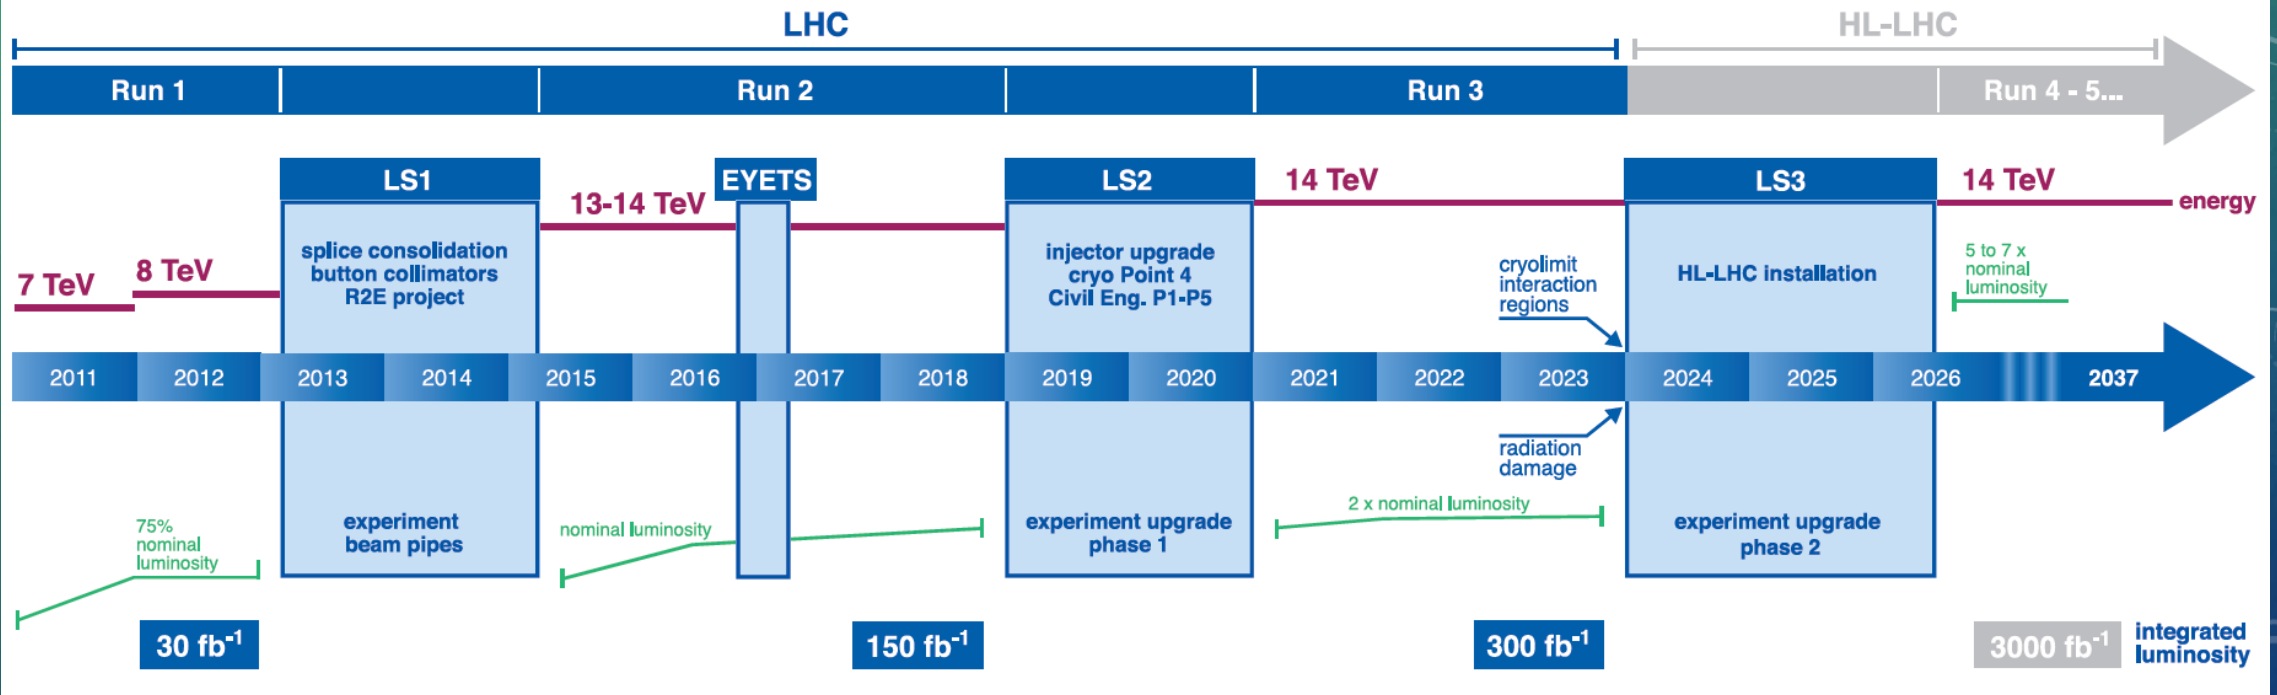 LHC
HL-LHC
Run 1
Run 2
Run 3
Run 4 - 5...
LS1
EYETS
LS2
LS3
14 TeV
14 TeV
13-14 TeV
energy
7 TeV
8 TeV
splice consolidation
button collimators
R2E project
injector upgrade
cryo Point 4
Civil Eng. P1-P5
cryolimit
interaction
regions
HL-LHC installation
5 to 7 x
nominal
luminosity
2011
2012
2013
2014
2015
2016
2017
2018
2019
2020
2021
2022
2023
2024
2025
2026
2037
radiation
damage
75%
nominal
luminosity
experiment
beam pipes
nominal luminosity
experiment upgrade
phase 1
2 x nominal luminosity
experiment upgrade
phase 2
30 fb⁻¹
150 fb⁻¹
300 fb⁻¹
3000 fb⁻¹
integrated
luminosity